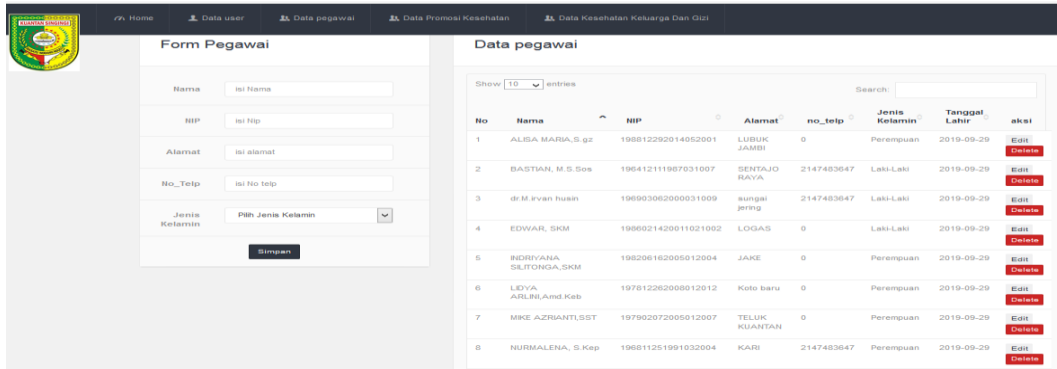 KUANTAN SINGINGI
Home Data user Data pegawai Data Promosi Kesehatan Data Kesehatan Keluarga Dan Gizi
Form Pegawai
Nama isi Nama
NIP isi Nip
Alamat isi alamat
No_Telp isi No telp
Jenis Kelamin Pilih Jenis Kelamin
Simpan
Data pegawai
Show 10 entries
Search:
No Nama NIP Alamat no_telp Jenis Kelamin Tanggal Lahir aksi
1 ALISA MARIA,S.gz 198812292014052001 LUBUK JAMBI 0 Perempuan 2019-09-29 Edit Delete
2 BASTIAN, M.S.Sos 196412111987031007 SENTAJO RAYA 2147483647 Laki-Laki 2019-09-29 Edit Delete
3 dr.M.irvan husin 196903062000031009 sungai jering 2147483647 Laki-Laki 2019-09-29 Edit Delete
4 EDWAR, SKM 1986021420011021002 LOGAS 0 Laki-Laki 2019-09-29 Edit Delete
5 INDRIYANA SILITONGA,SKM 198206162005012004 JAKE 0 Perempuan 2019-09-29 Edit Delete
6 LIDYA ARLINI,Amd.Keb 197812262008012012 Koto baru 0 Perempuan 2019-09-29 Edit Delete
7 MIKE AZRIANTI,SST 197902072005012007 TELUK KUANTAN 0 Perempuan 2019-09-29 Edit Delete
8 NURMALENA, S.Kep 196811251991032004 KARI 2147483647 Perempuan 2019-09-29 Edit Delete